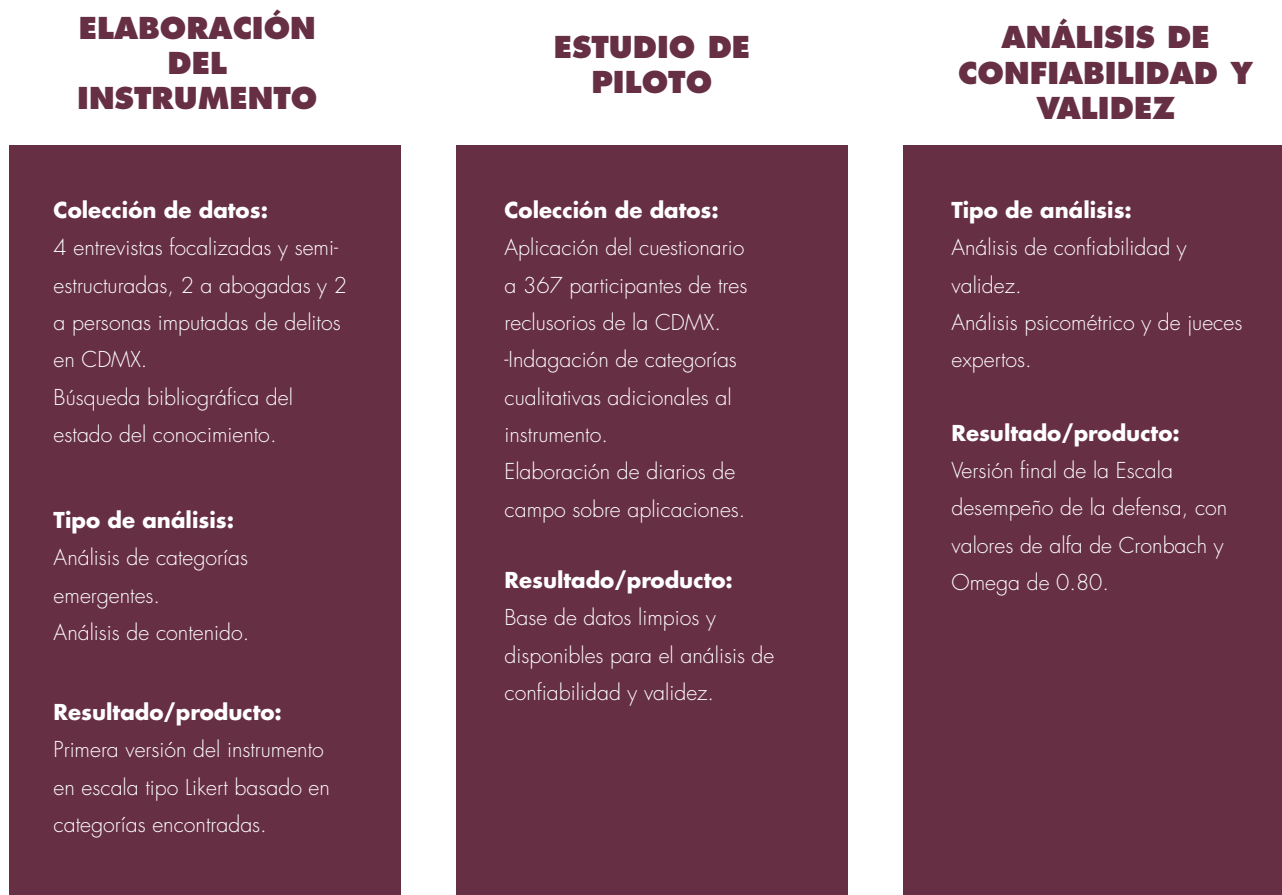 ELABORACIÓN
DEL
INSTRUMENTO
Colección de datos:
4 entrevistas focalizadas y semi-
estructuradas, 2 a abogadas y 2
a personas imputadas de delitos
en CDMX.
Búsqueda bibliográfica del
estado del conocimiento.
Tipo de análisis:
Análisis de categorías
emergentes.
Análisis de contenido.
Resultado/producto:
Primera versión del instrumento
en escala tipo Likert basado en
categorías encontradas.
ESTUDIO DE
PILOTO
Colección de datos:
Aplicación del cuestionario
a 367 participantes de tres
reclusorios de la CDMX.
-Indagación de categorías
cualitativas adicionales al
instrumento.
Elaboración de diarios de
campo sobre aplicaciones.
Resultado/producto:
Base de datos limpios y
disponibles para el análisis de
confiabilidad y validez.
ANÁLISIS DE
CONFIABILIDAD Y
VALIDEZ
Tipo de análisis:
Análisis de confiabilidad y
validez.
Análisis psicométrico y de jueces
expertos.
Resultado/producto:
Versión final de la Escala
desempeño de la defensa, con
valores de alfa de Cronbach y
Omega de 0.80.